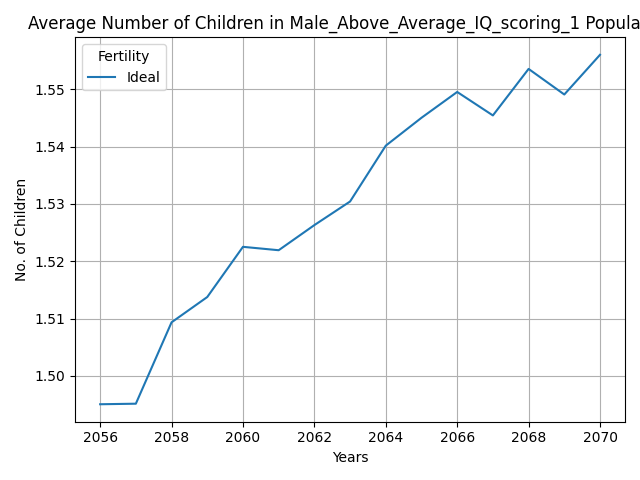 Average Number of Children in Male_Above_Average_IQ_scoring_1 Popula
Fertility
Ideal
No. of Children
1.55
1.54
1.53
1.52
1.51
1.50
2056 2058 2060 2062 2064 2066 2068 2070
Years